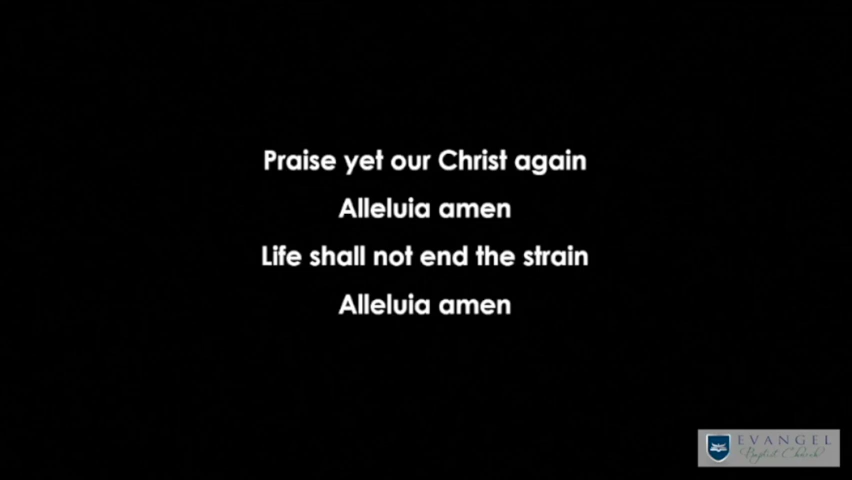 Praise yet our Christ again
Alleluia amen
Life shall not end the strain
Alleluia amen
EVANGEL
Baptist Church